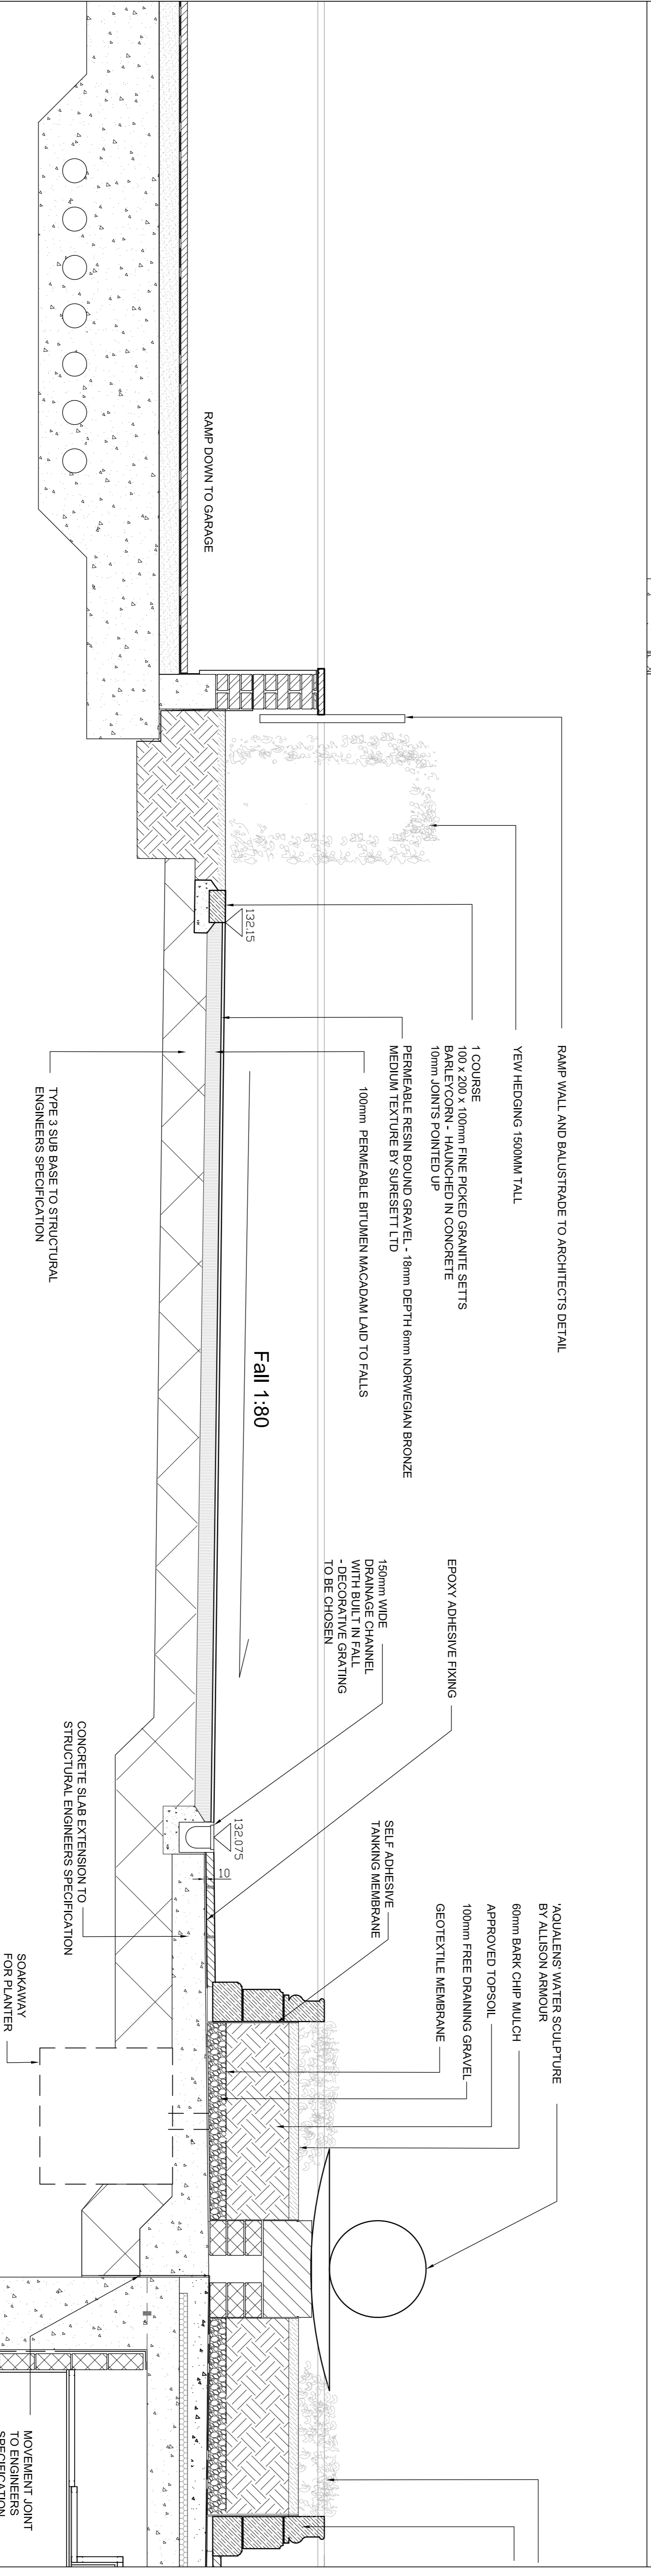 RAMP DOWN TO GARAGE
RAMP WALL AND BALUSTRADE TO ARCHITECTS DETAIL
YEW HEDGING 1500MM TALL
1 COURSE
100 x 200 x 100mm FINE PICKED GRANITE SETTS
BARLEYCORN - HAUNCHED IN CONCRETE
10mm JOINTS POINTED UP
PERMEABLE RESIN BOUND GRAVEL - 18mm DEPTH 6mm NORWEGIAN BRONZE
MEDIUM TEXTURE BY SURESETT LTD
100mm PERMEABLE BITUMEN MACADAM LAID TO FALLS
132.15
TYPE 3 SUB BASE TO STRUCTURAL
ENGINEERS SPECIFICATION
Fall 1:80
EPOXY ADHESIVE FIXING
150mm WIDE
DRAINAGE CHANNEL
WITH BUILT IN FALL
- DECORATIVE GRATING
TO BE CHOSEN
CONCRETE SLAB EXTENSION TO
STRUCTURAL ENGINEERS SPECIFICATION
132.075
10
SELF ADHESIVE
TANKING MEMBRANE
'AQUALENS' WATER SCULPTURE
BY ALLISON ARMOUR
60mm BARK CHIP MULCH
APPROVED TOPSOIL
100mm FREE DRAINING GRAVEL
GEOTEXTILE MEMBRANE
SOAKAWAY
FOR PLANTER
MOVEMENT JOINT
TO ENGINEERS
SPECIFICATION